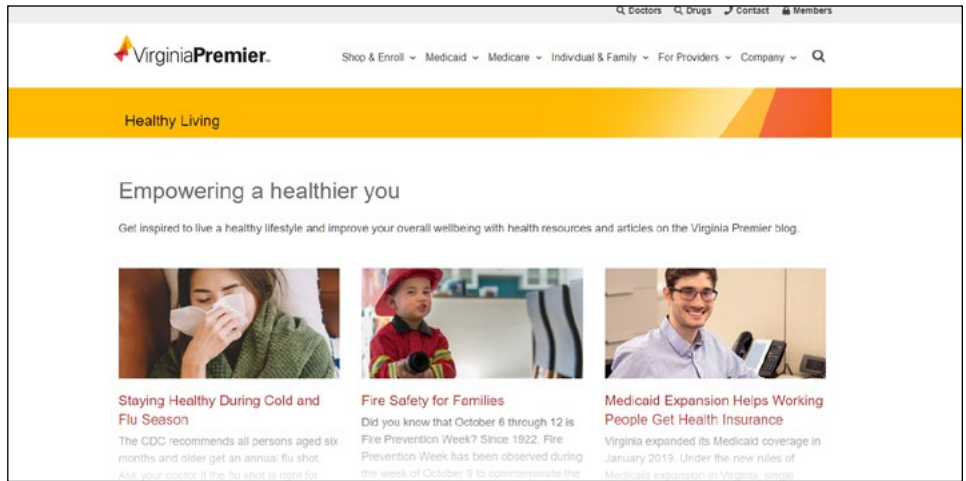 Doctors Drugs Contact Members
VirginiaPremier.
Shop & Enroll Medicaid Medicare Individual & Family For Providers Company
Healthy Living
Empowering a healthier you
Get inspired to live a healthy lifestyle and improve your overall wellbeing with health resources and articles on the Virginia Premier blog.
Staying Healthy During Cold and
Flu Season
The CDC recommends all persons aged six
months and older get an annual flu shot.
Ask your doctor if the flu shot is right for
Fire Safety for Families
Did you know that October 6 through 12 is
Fire Prevention Week? Since 1922, Fire
Prevention Week has been observed during
the week of October 9 to commemorate the
Medicaid Expansion Helps Working
People Get Health Insurance
Virginia expanded its Medicaid coverage in
January 2019. Under the new rules of
Medicaid expansion in Virginia, single